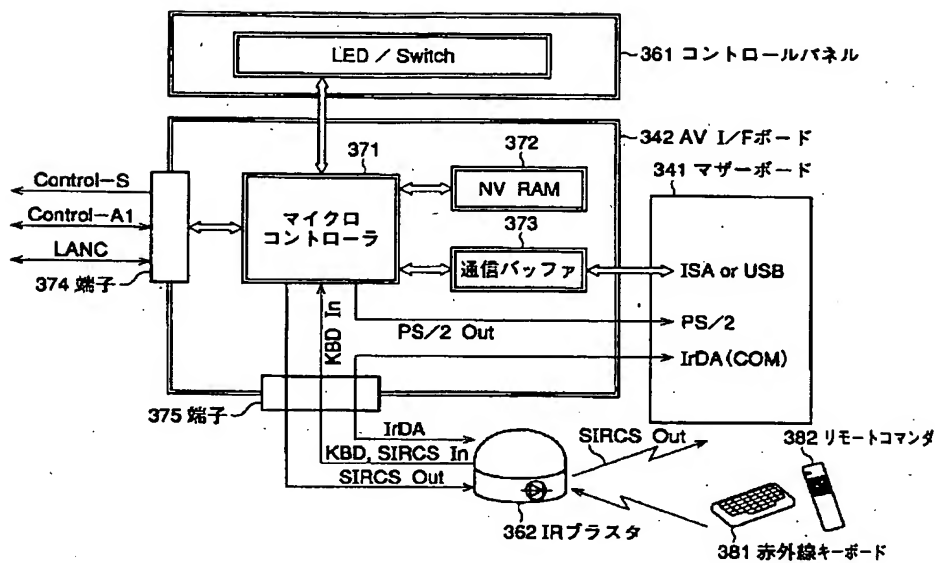 LED / Switch
361 コントロールパネル
342 AV I/Fボード
371
372
341 マザーボード
Control-S
Control-A1
LANC
374 端子
マイクロ
コントローラ
NV RAM
373
通信バッファ
ISA or USB
KBD In
PS/2 Out
PS/2
IrDA(COM)
375 端子
IrDA
KBD, SIRCS In
SIRCS Out
SIRCS Out
382 リモートコマンダ
362 IRブラスタ
381 赤外線キーボード